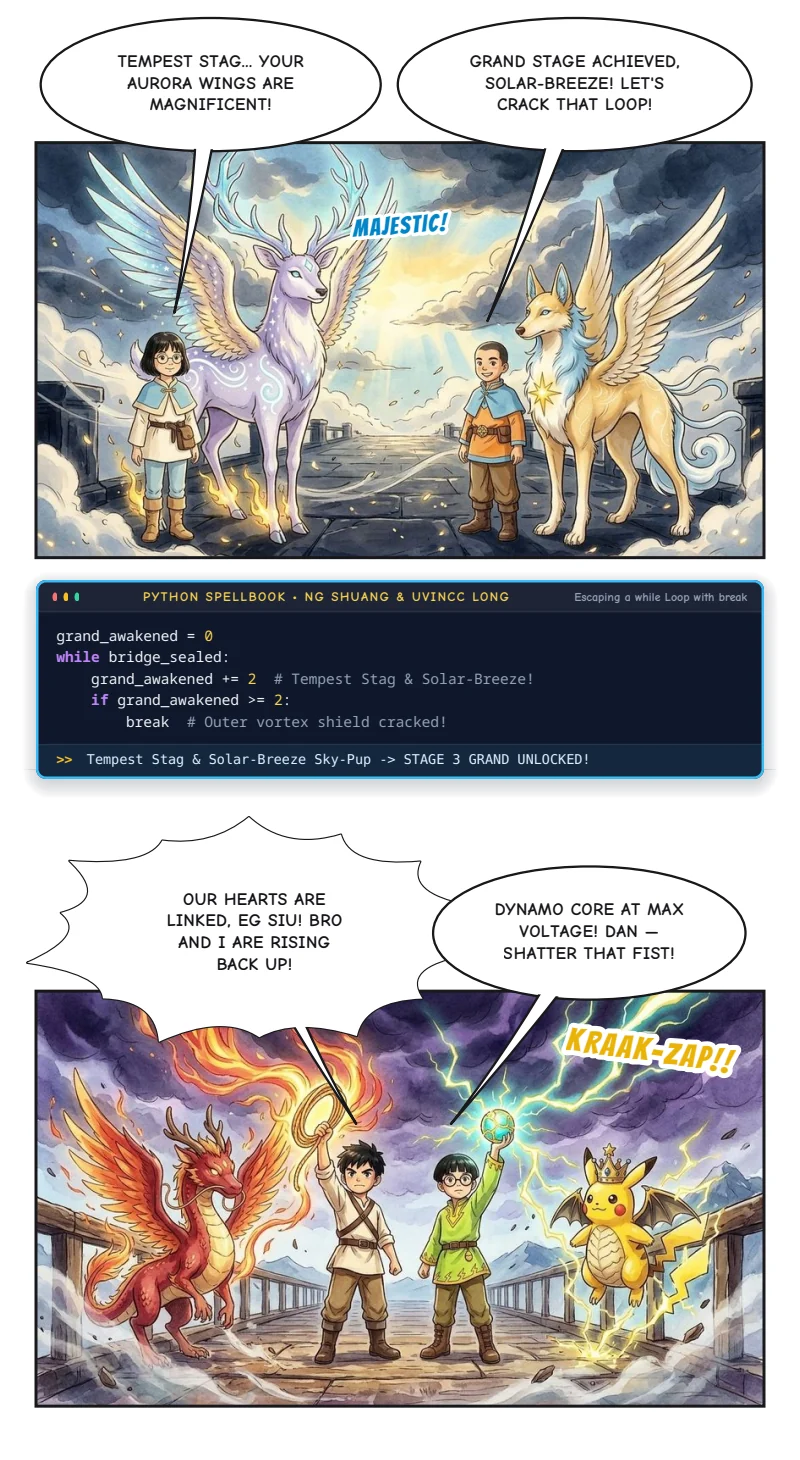 TEMPEST STAG... YOUR
AURORA WINGS ARE
MAGNIFICENT!
GRAND STAGE ACHIEVED,
SOLAR-BREEZE! LET'S
CRACK THAT LOOP!
MAJESTIC!
PYTHON SPELLBOOK • NG SHUANG & UVINCC LONG
Escaping a while Loop with break
grand_awakened = 0
while bridge_sealed:
    grand_awakened += 2  # Tempest Stag & Solar-Breeze!
    if grand_awakened >= 2:
        break  # Outer vortex shield cracked!
>> Tempest Stag & Solar-Breeze Sky-Pup -> STAGE 3 GRAND UNLOCKED!
OUR HEARTS ARE
LINKED, EG SIU! BRO
AND I ARE RISING
BACK UP!
DYNAMO CORE AT MAX
VOLTAGE! DAN —
SHATTER THAT FIST!
KRAAK-ZAP!!